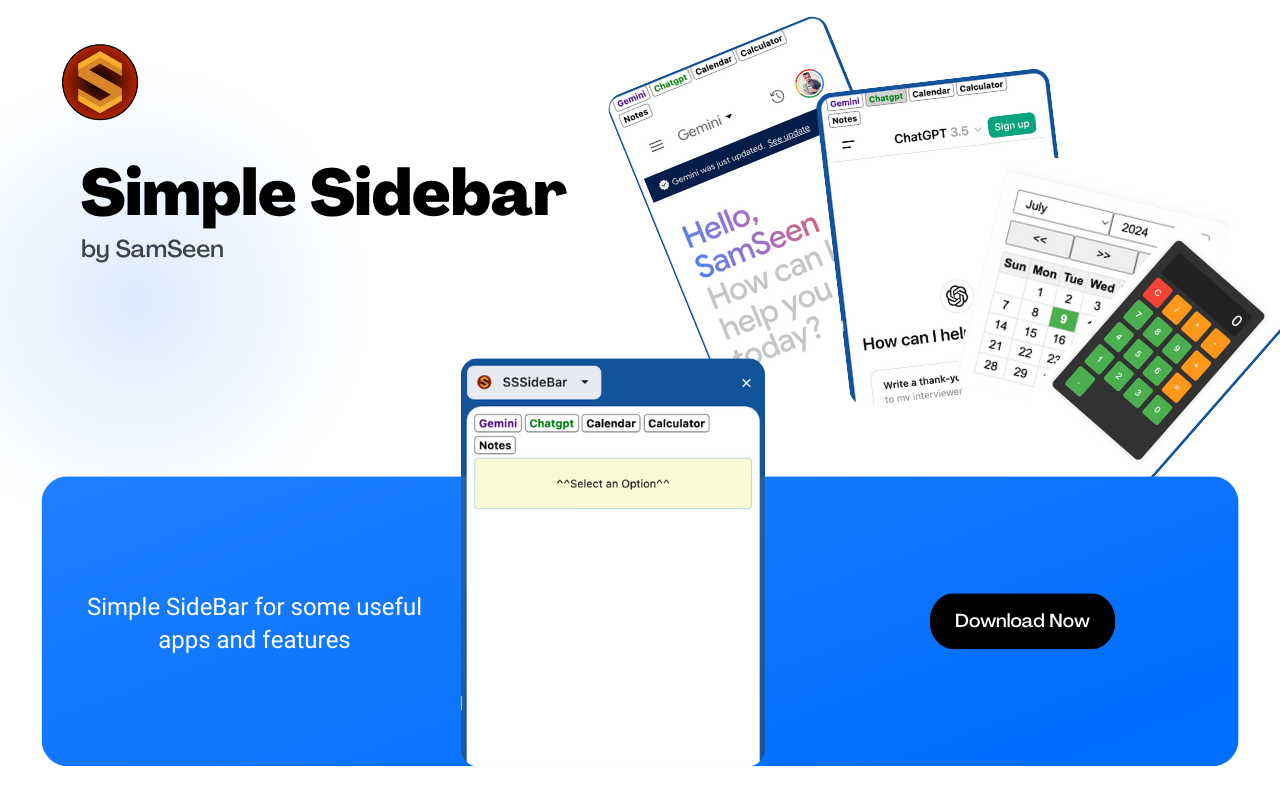 Simple Sidebar
by SamSeen
Gemini Chatgpt Calendar Calculator
Notes
Gemini
Gemini was just updated. See update
Hello,
SamSeen
How can I
help you
today?
Gemini Chatgpt Calendar Calculator
Notes
ChatGPT 3.5 Sign up
How can I hel
Write a thank-yo
to my interviewer
July 2024
<< >>
Sun Mon Tue Wed
1 2 3
7 8 9
14 15 16
21 22 23
28 29
0
C / * -
7 8 9 +
4 5 6 =
1 2 3 0
.
SSSideBar ×
Gemini Chatgpt Calendar Calculator
Notes
^^Select an Option^^
Simple SideBar for some useful
apps and features
Download Now